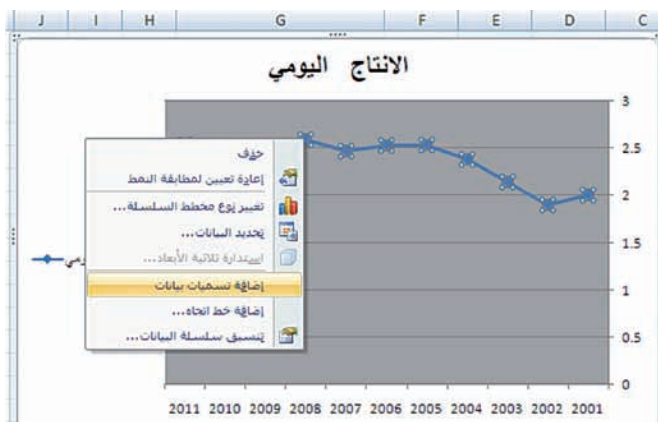 J I H G F E D C
الانتاج اليومي
3
2.5
2
1.5
1
0.5
0
حذف
إعادة تعيين لمطابقة النمط
تغيير نوع مخطط السلسلة...
تحديد البيانات...
استدارة ثلاثية الأبعاد...
إضافة تسميات بيانات
إضافة خط اتجاه...
تنسيق سلسلة البيانات...
2011 2010 2009 2008 2007 2006 2005 2004 2003 2002 2001